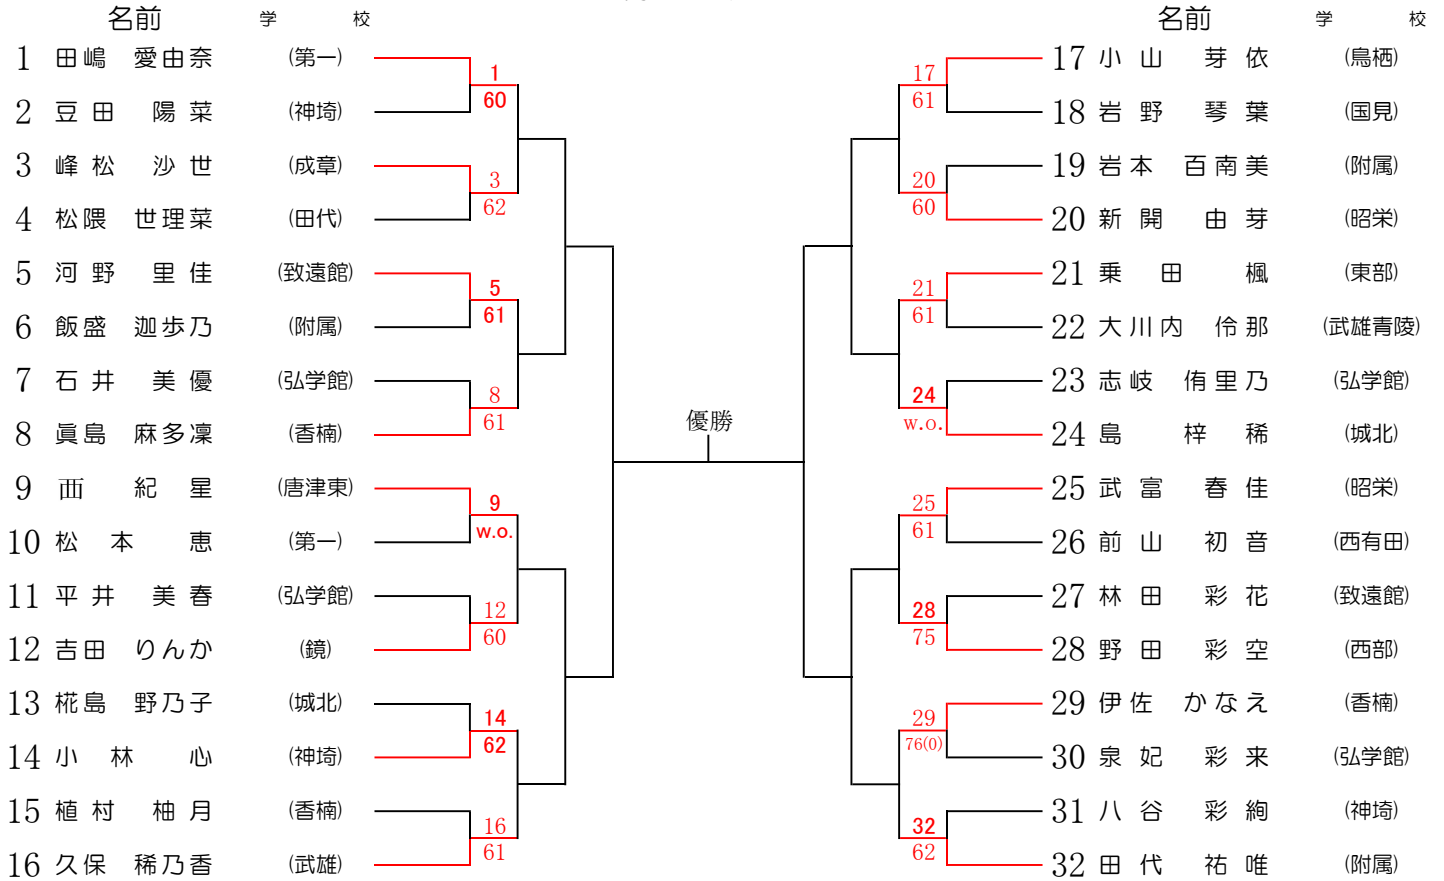 名前 学 校
1 田嶋 愛由奈 (第一)
2 豆田 陽菜 (神埼)
3 峰松 沙世 (成章)
4 松隈 世理菜 (田代)
5 河野 里佳 (致遠館)
6 飯盛 迦歩乃 (附属)
7 石井 美優 (弘学館)
8 眞島 麻多凜 (香楠)
9 畄 紀星 (唐津東)
10 松本 恵 (第一)
11 平井 美春 (弘学館)
12 吉田 りんか (鏡)
13 椛島 野乃子 (城北)
14 小林 心 (神埼)
15 植村 柚月 (香楠)
16 久保 稀乃香 (武雄)
1
60
3
62
5
61
8
61
9
w.o.
12
60
14
62
16
61
優勝
17
61
20
60
21
61
24
w.o.
25
61
28
75
29
76(0)
32
62
名前 学 校
17 小山 芽依 (鳥栖)
18 岩野 琴葉 (国見)
19 岩本 百南美 (附属)
20 新開 由芽 (昭栄)
21 乗田 楓 (東部)
22 大川内 伶那 (武雄青陵)
23 志岐 侑里乃 (弘学館)
24 島 梓稀 (城北)
25 武富 春佳 (昭栄)
26 前山 初音 (西有田)
27 林田 彩花 (致遠館)
28 野田 彩空 (西部)
29 伊佐 かなえ (香楠)
30 泉妃 彩来 (弘学館)
31 八谷 彩絢 (神埼)
32 田代 祐唯 (附属)